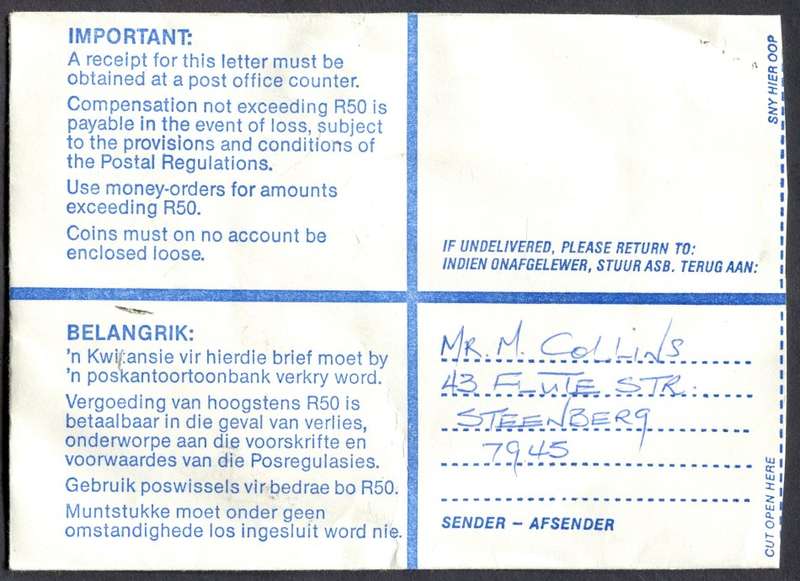 IMPORTANT:
A receipt for this letter must be
obtained at a post office counter.
Compensation not exceeding R50 is
payable in the event of loss, subject
to the provisions and conditions of
the Postal Regulations.
Use money-orders for amounts
exceeding R50.
Coins must on no account be
enclosed loose.
SNY HIER OOP
IF UNDELIVERED, PLEASE RETURN TO:
INDIEN ONAFGELEWER, STUUR ASB. TERUG AAN:
BELANGRIK:
'n Kwitansie vir hierdie brief moet by
'n poskantoortoonbank verkry word.
Vergoeding van hoogstens R50 is
betaalbaar in die geval van verlies,
onderworpe aan die voorskrifte en
voorwaardes van die Posregulasies.
Gebruik poswissels vir bedrae bo R50.
Muntstukke moet onder geen
omstandighede los ingesluit word nie.
MR. M. COLLINS
43 FLUTE STR.
STEENBERG
7945
SENDER – AFSENDER
CUT OPEN HERE